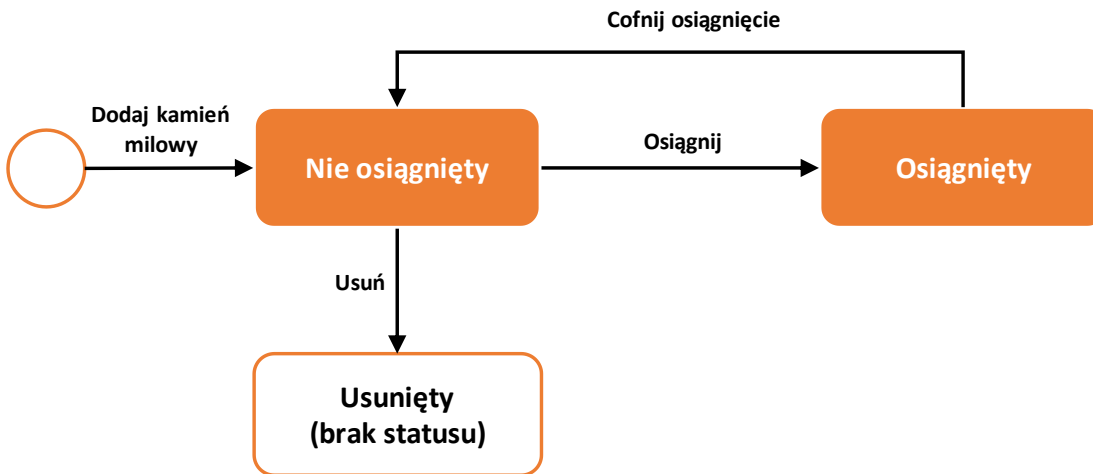 Cofnij osiągnięcie
Dodaj kamień
milowy
Nie osiągnięty
Osiągnij
Osiągnięty
Usuń
Usunięty
(brak statusu)